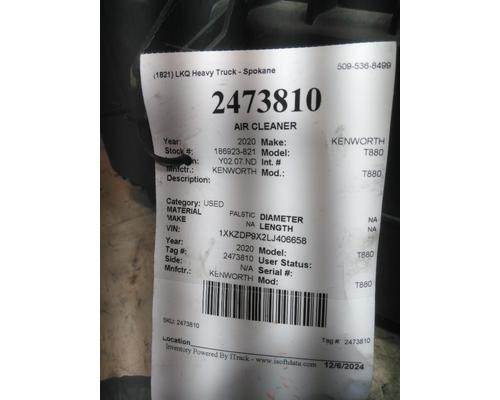 (1821) LKQ Heavy Truck - Spokane 509-536-8499
2473810
AIR CLEANER
Year: 2020 Make: KENWORTH
Stock #: 186923-821 Model: T880
n: Y02.07.ND Int. #
Mnfctr.: KENWORTH Mod.: T880
Description:
Category: USED
MATERIAL PALSTIC DIAMETER NA
MAKE NA LENGTH NA
VIN: 1XKZDP9X2LJ406658
Year: 2020 Model: T880
Tag #: 2473810 User Status:
Side: N/A Serial #:
Mnfctr.: KENWORTH Mod: T880
SKU: 2473810 Tag #: 2473810
Location
Inventory Powered By ITrack - www.isoftdata.com 12/6/2024